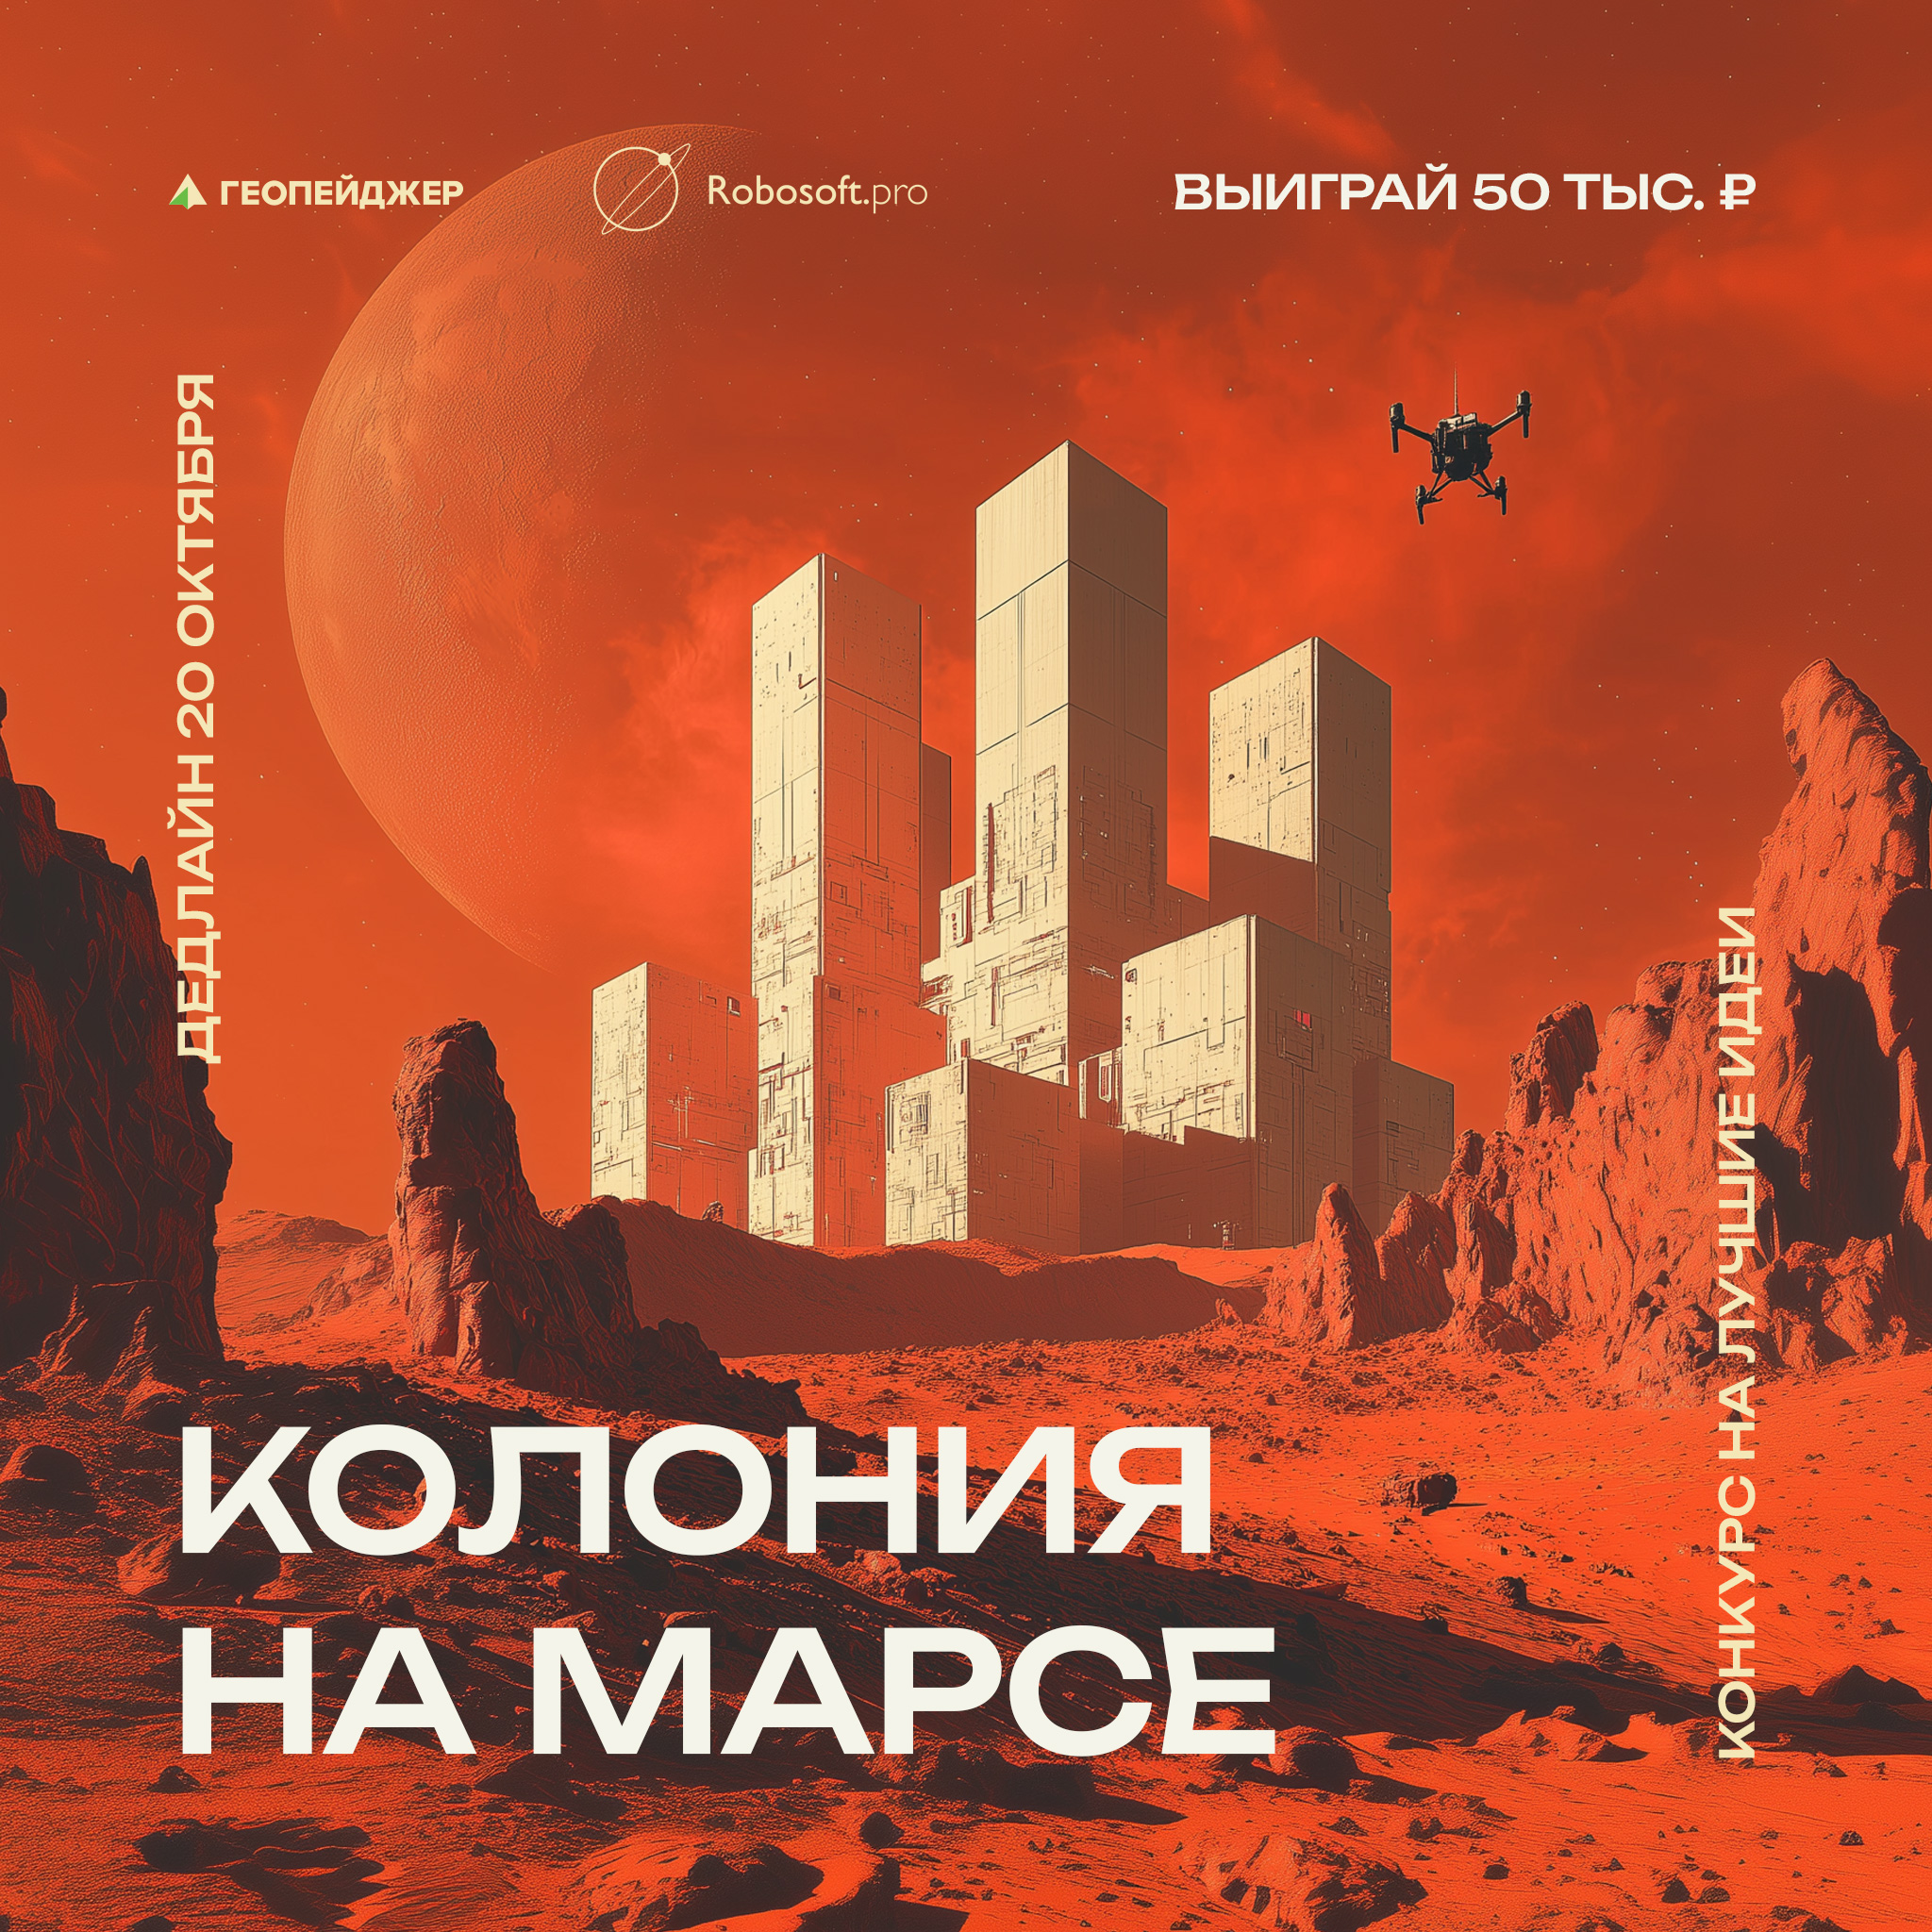 ГЕОПЕЙДЖЕР
Robosoft.pro
ВЫИГРАЙ 50 ТЫС. ₽
ДЕДЛАЙН 20 ОКТЯБРЯ
КОНКУРС НА ЛУЧШИЕ ИДЕИ
КОЛОНИЯ
НА МАРСЕ